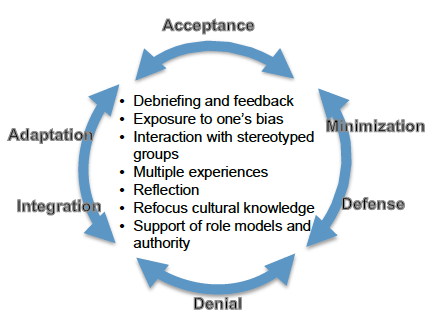 Acceptance
• Debriefing and feedback
• Exposure to one's bias
• Interaction with stereotyped
groups
• Multiple experiences
• Reflection
• Refocus cultural knowledge
• Support of role models and
authority
Minimization
Defense
Denial
Integration
Adaptation